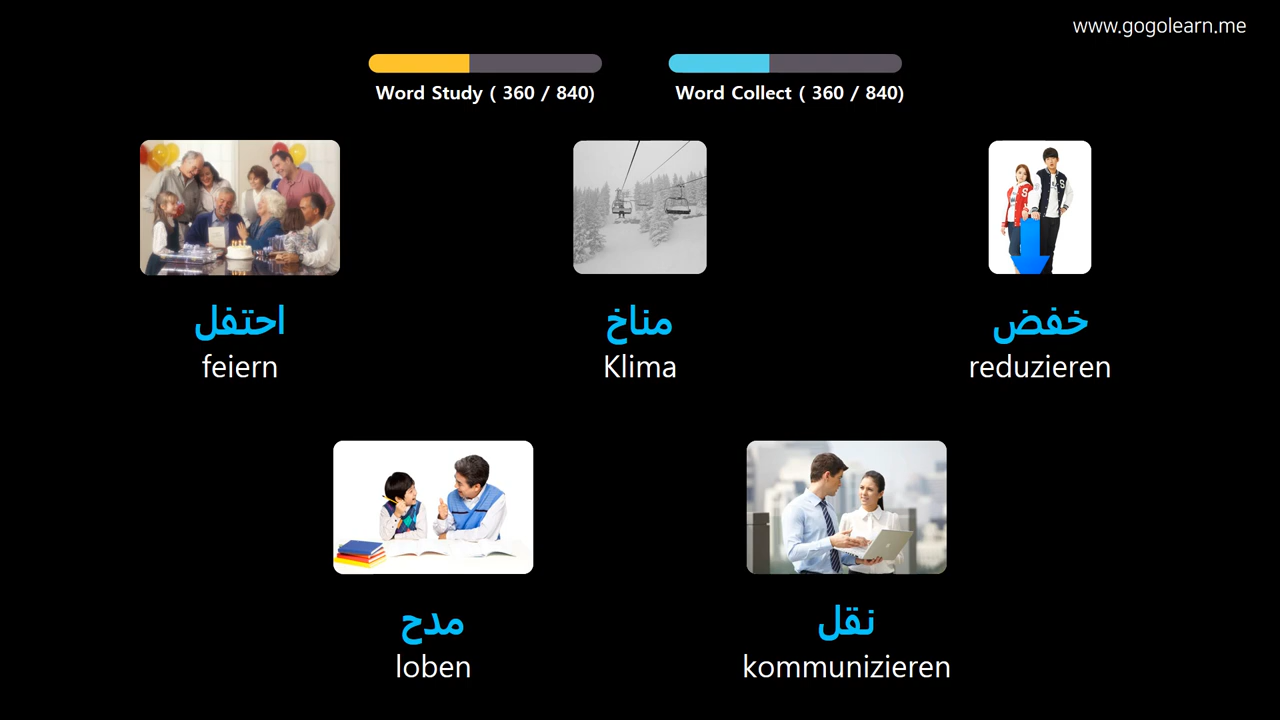 www.gogolearn.me
Word Study ( 360 / 840)
Word Collect ( 360 / 840)
احتفل
feiern
مناخ
Klima
خفض
reduzieren
مدح
loben
نقل
kommunizieren